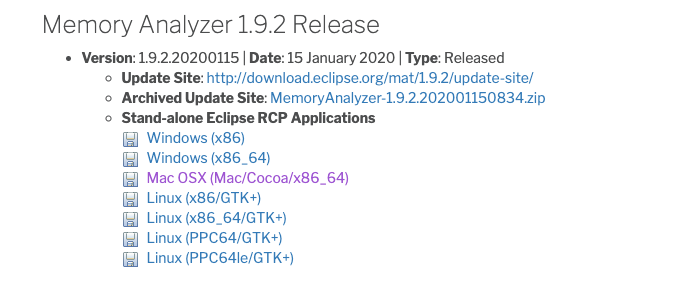 Memory Analyzer 1.9.2 Release
Version: 1.9.2.20200115 | Date: 15 January 2020 | Type: Released
Update Site: http://download.eclipse.org/mat/1.9.2/update-site/
Archived Update Site: MemoryAnalyzer-1.9.2.202001150834.zip
Stand-alone Eclipse RCP Applications
Windows (x86)
Windows (x86_64)
Mac OSX (Mac/Cocoa/x86_64)
Linux (x86/GTK+)
Linux (x86_64/GTK+)
Linux (PPC64/GTK+)
Linux (PPC64le/GTK+)